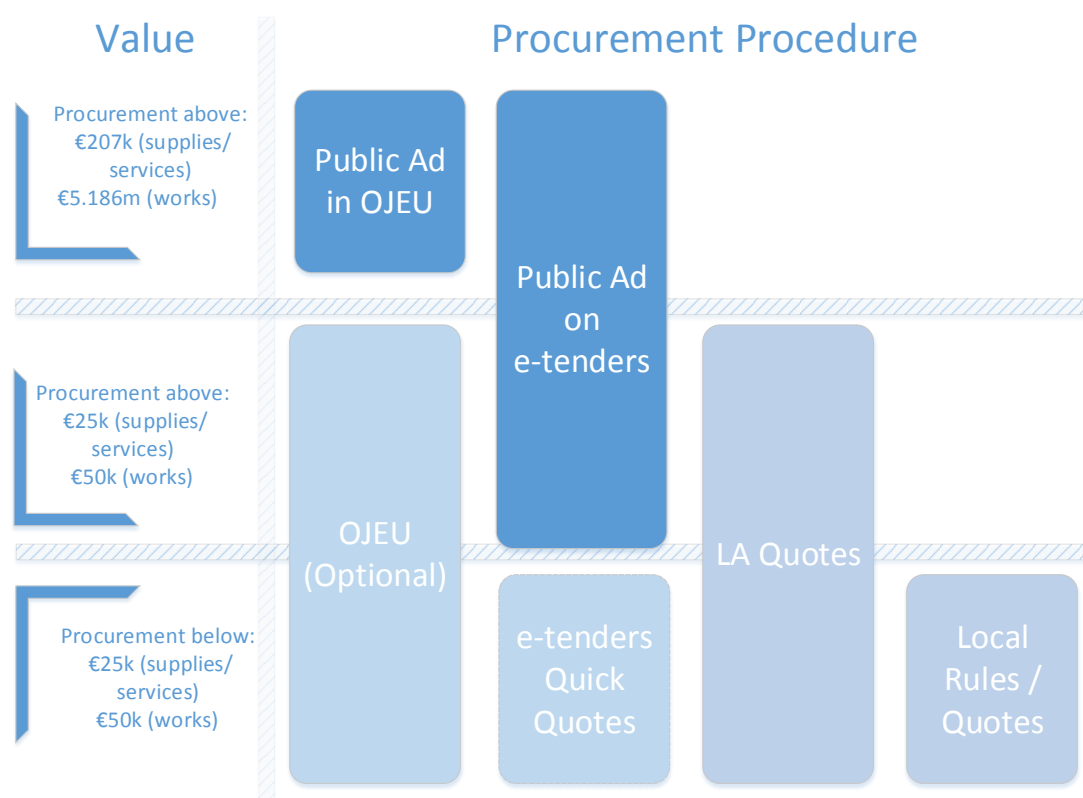 Value
Procurement Procedure
Procurement above:
€207k (supplies/
services)
€5.186m (works)
Public Ad
in OJEU
Public Ad
on
e-tenders
Procurement above:
€25k (supplies/
services)
€50k (works)
OJEU
(Optional)
LA Quotes
Procurement below:
€25k (supplies/
services)
€50k (works)
e-tenders
Quick
Quotes
Local
Rules /
Quotes